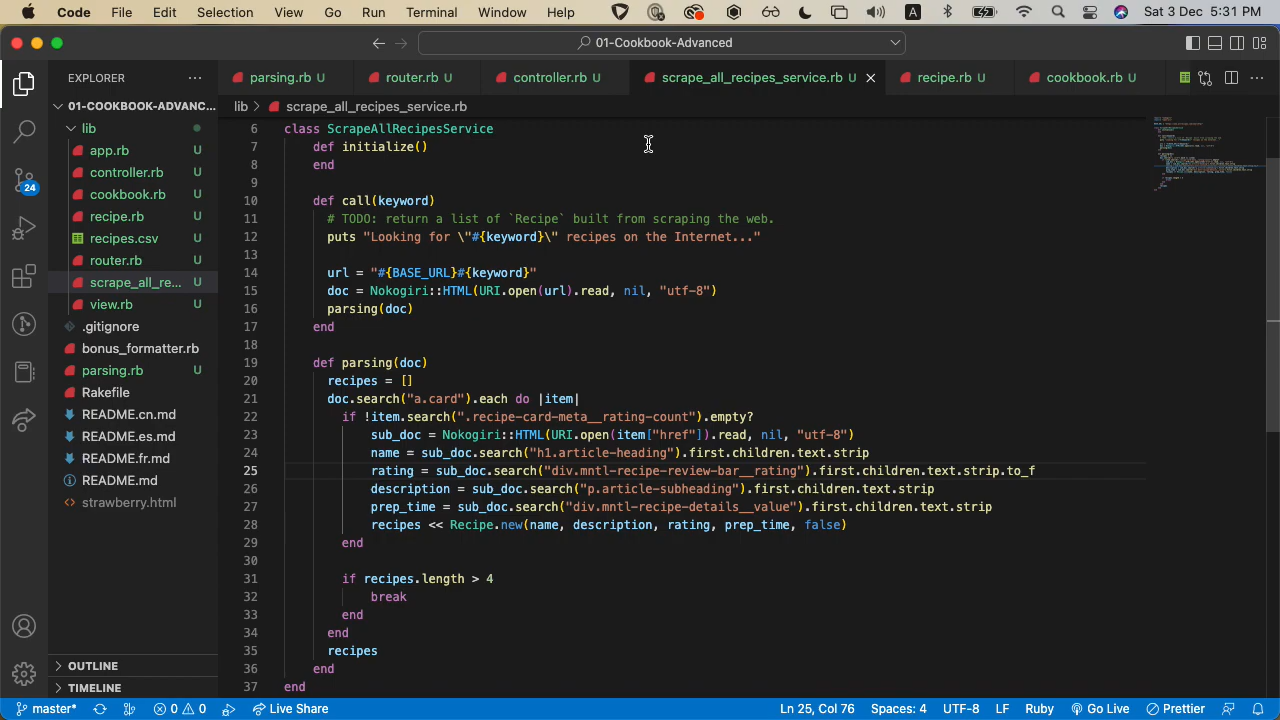 Code File Edit Selection View Go Run Terminal Window Help A Sat 3 Dec 5:31 PM
01-Cookbook-Advanced
EXPLORER
parsing.rb U router.rb U controller.rb U scrape_all_recipes_service.rb U recipe.rb U cookbook.rb U
01-COOKBOOK-ADVANC...
lib > scrape_all_recipes_service.rb
lib
app.rb U
controller.rb U
cookbook.rb U
recipe.rb U
recipes.csv U
router.rb U
scrape_all_re... U
view.rb U
.gitignore
bonus_formatter.rb
parsing.rb U
Rakefile
README.cn.md
README.es.md
README.fr.md
README.md
strawberry.html
OUTLINE
TIMELINE
24
6 class ScrapeAllRecipesService
7 def initialize()
8 end
9
10 def call(keyword)
11 # TODO: return a list of `Recipe` built from scraping the web.
12 puts "Looking for \"#{keyword}\" recipes on the Internet..."
13
14 url = "#{BASE_URL}#{keyword}"
15 doc = Nokogiri::HTML(URI.open(url).read, nil, "utf-8")
16 parsing(doc)
17 end
18
19 def parsing(doc)
20 recipes = []
21 doc.search("a.card").each do |item|
22 if !item.search(".recipe-card-meta__rating-count").empty?
23 sub_doc = Nokogiri::HTML(URI.open(item["href"]).read, nil, "utf-8")
24 name = sub_doc.search("h1.article-heading").first.children.text.strip
25 rating = sub_doc.search("div.mntl-recipe-review-bar__rating").first.children.text.strip.to_f
26 description = sub_doc.search("p.article-subheading").first.children.text.strip
27 prep_time = sub_doc.search("div.mntl-recipe-details__value").first.children.text.strip
28 recipes << Recipe.new(name, description, rating, prep_time, false)
29 end
30
31 if recipes.length > 4
32 break
33 end
34 end
35 recipes
36 end
37 end
master* 0 0 Live Share Ln 25, Col 76 Spaces: 4 UTF-8 LF Ruby Go Live Prettier